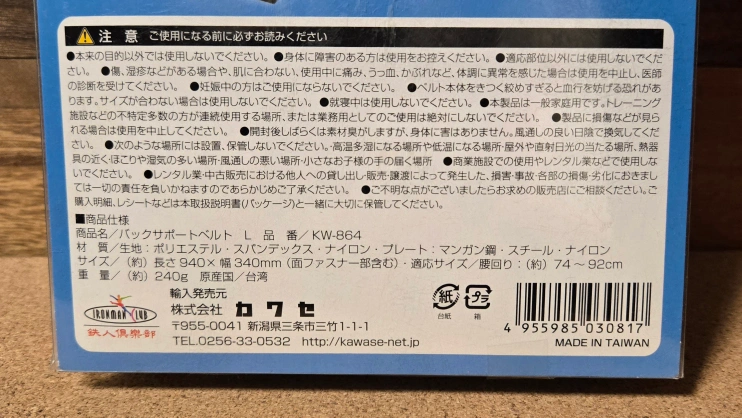 注 意 ご使用になる前に必ずお読みください
●本来の目的以外では使用しないでください。 ●身体に障害のある方は使用をお控えください。 ●適応部位以外には使用しないでくだ
さい。 ●傷、湿疹などがある場合や、肌に合わない、使用中に痛み、うっ血、かぶれなど、体調に異常を感じた場合は使用を中止し、医師
の診断を受けてください。 ●妊娠中の方はご使用にならないでください。 ●ベルト本体をきつく絞めすぎると血行を妨げる恐れがあ
ります。サイズが合わない場合は使用しないでください。 ●就寝中は使用しないでください。 ●本製品は一般家庭用です。トレーニング
施設などの不特定多数の方が連続使用する場所、または業務用としてのご使用は絶対にしないでください。 ●製品に損傷などが見ら
れる場合は使用を中止してください。 ●開封後しばらくは素材臭がしますが、身体に害はありません。風通しの良い日陰で換気してくだ
さい ●次のような場所には設置、保管しないでください。・高温多湿になる場所や低温になる場所・屋外や直射日光の当たる場所、熱器
具の近く・ほこりや湿気の多い場所・風通しの悪い場所・小さなお子様の手の届く場所 ●商業施設での使用やレンタル業などで使用
しないでください。 ●レンタル業・中古販売における他人への貸し出し・販売・譲渡によって発生した、損害・事故・各部の損傷・劣化におきまし
ては一切の責任を負いかねますのであらかじめご了承ください。 ●ご不明な点がございましたらお求めの販売店にご相談ください。ご
購入明細、レシートなどは本取扱説明書(パッケージ)と一緒に大切に保管してください。
■商品仕様
商品名/バックサポートベルト L 品 番/KW-864
材 質/生地:ポリエステル・スパンデックス・ナイロン・プレート:マンガン鋼・スチール・ナイロン
サイズ/(約)長さ940×幅340mm(面ファスナー部含む)・適応サイズ/腰回り:(約)74~92cm
重 量/(約)240g 原産国/台湾
IRONMAN CLUB
鉄人倶楽部
輸入発売元
株式会社 カワセ
〒955-0041 新潟県三条市三竹1-1-1
TEL.0256-33-0532 http://kawase-net.jp/
紙
台紙
プラ
箱
4 955985 030817
MADE IN TAIWAN